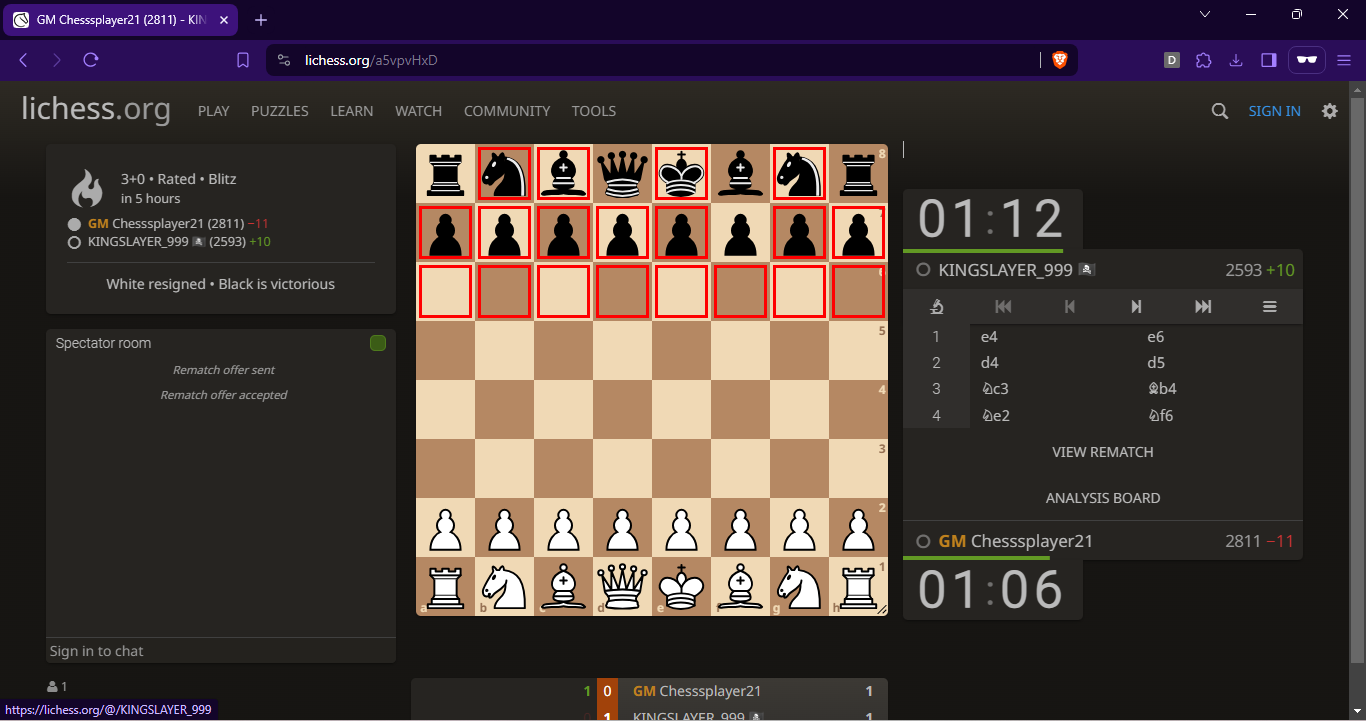 GM Chesssplayer21 (2811) - KIN
lichess.org/a5vpvHxD
D
lichess.org
PLAY
PUZZLES
LEARN
WATCH
COMMUNITY
TOOLS
SIGN IN
3+0 • Rated • Blitz
in 5 hours
GM Chesssplayer21 (2811) −11
KINGSLAYER_999 (2593) +10
White resigned • Black is victorious
Spectator room
Rematch offer sent
Rematch offer accepted
Sign in to chat
1
8
6
5
4
3
2
1
a b d e g h
01:12
KINGSLAYER_999 2593 +10
1 e4 e6
2 d4 d5
3 ♘c3 ♗b4
4 ♘e2 ♘f6
VIEW REMATCH
ANALYSIS BOARD
GM Chesssplayer21 2811 −11
01:06
1 0 GM Chesssplayer21 1
1 KINGSLAYER_999 1
https://lichess.org/@/KINGSLAYER_999